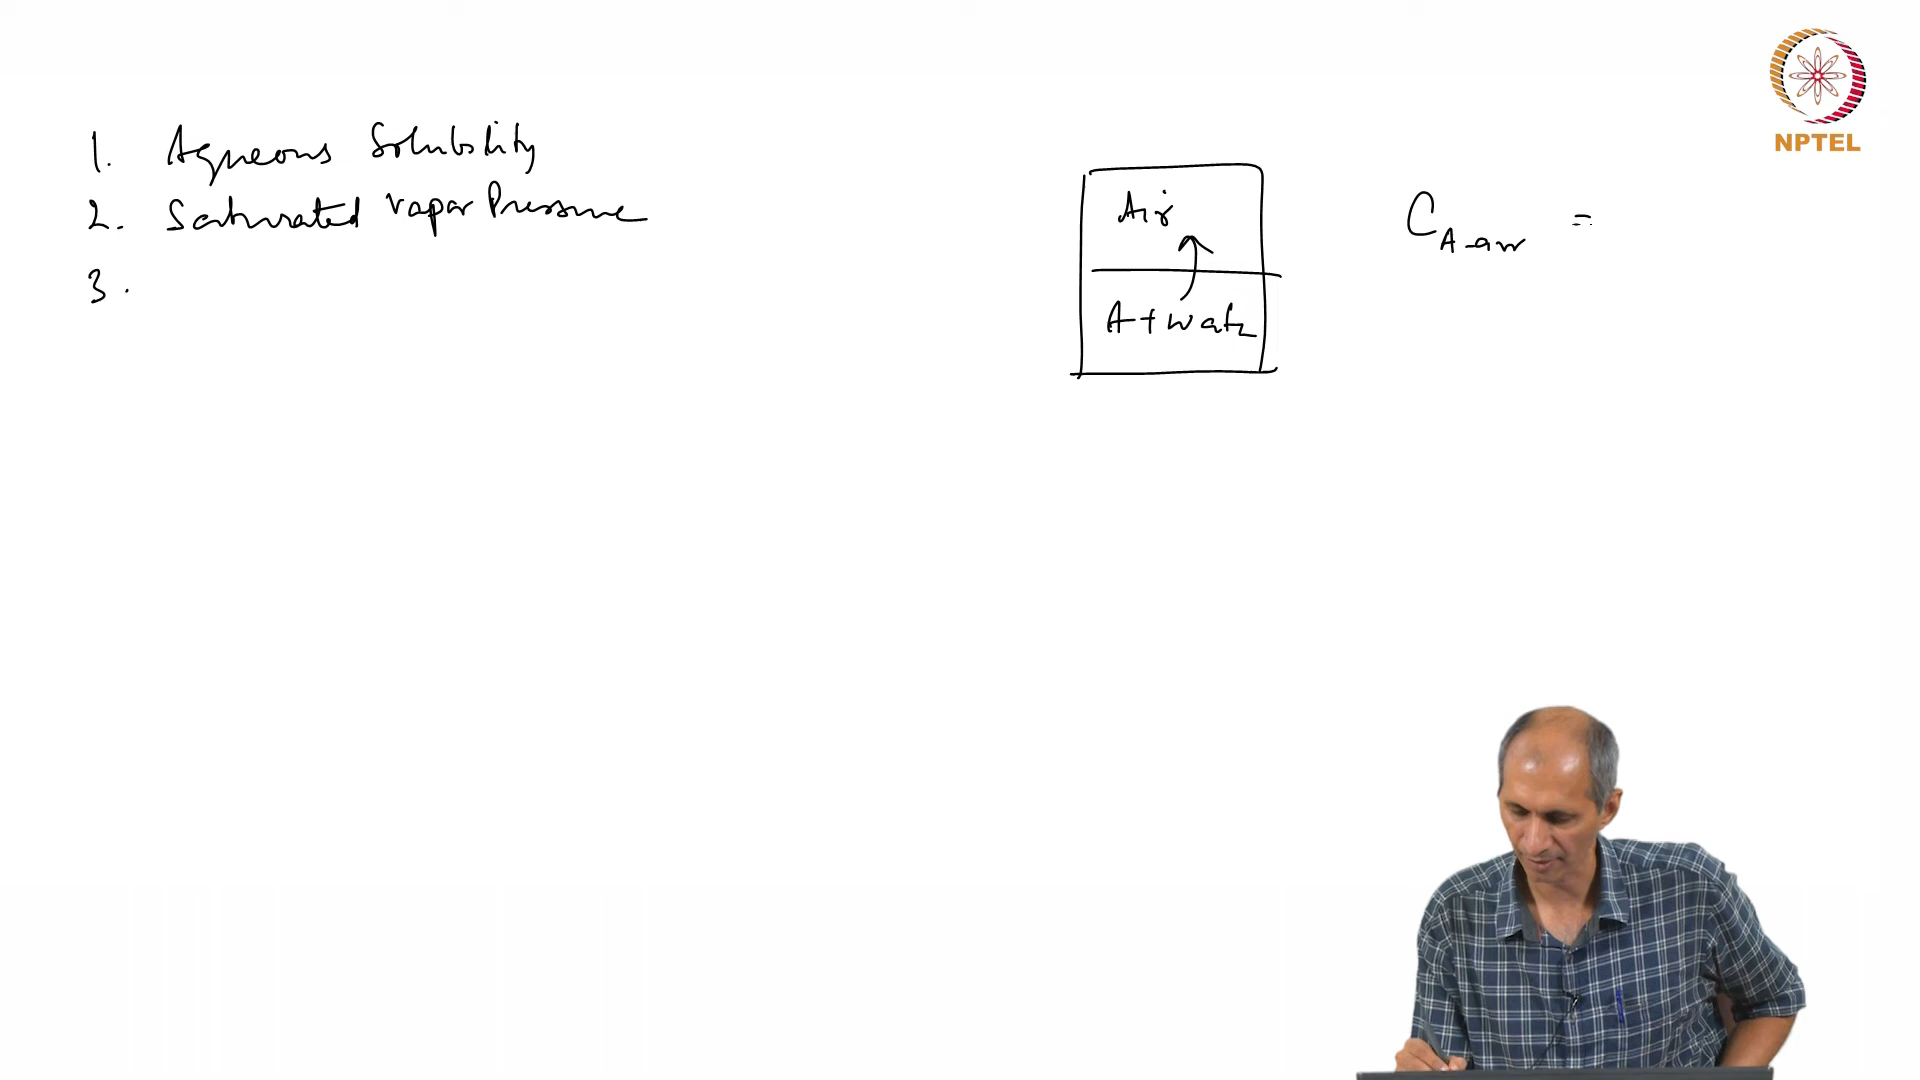 1. Aqueous Solubility
2. Saturated Vapor Pressure
3.
Air
A + water
C A-air =
NPTEL